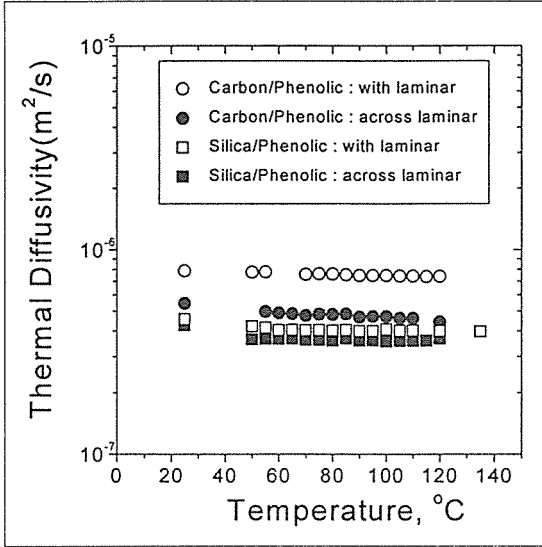 Thermal Diffusivity(m²/s)
10⁻⁵
10⁻⁶
10⁻⁷
Carbon/Phenolic : with laminar
Carbon/Phenolic : across laminar
Silica/Phenolic : with laminar
Silica/Phenolic : across laminar
0 20 40 60 80 100 120 140
Temperature, °C